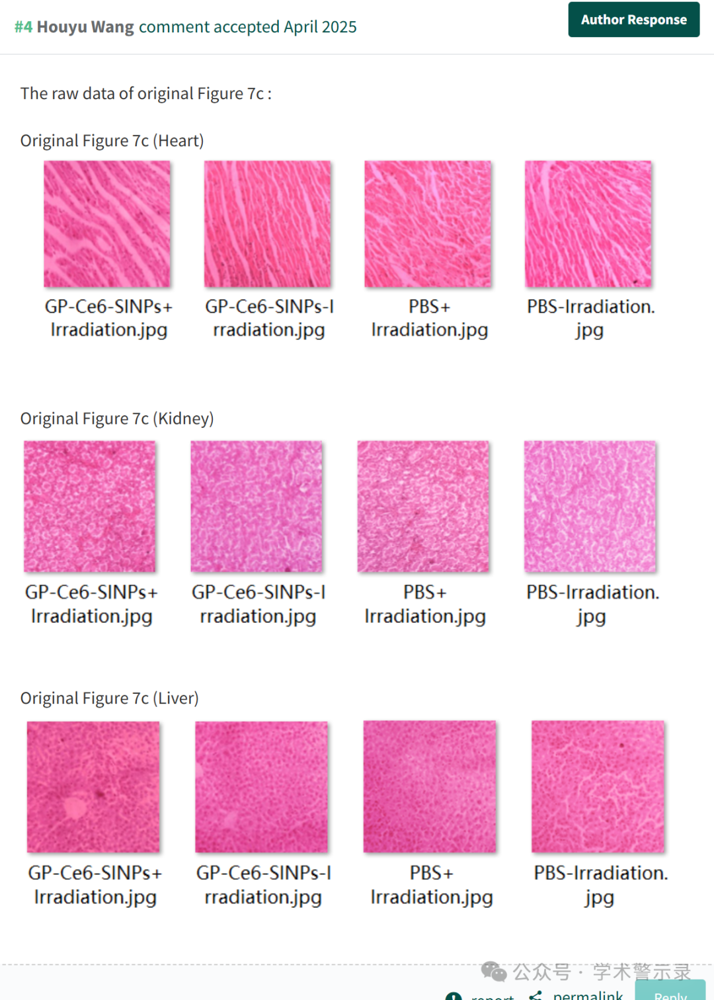 #4 Houyu Wang comment accepted April 2025
Author Response
The raw data of original Figure 7c :
Original Figure 7c (Heart)
GP-Ce6-SINPs+
Irradiation.jpg
GP-Ce6-SINPs-I
rradiation.jpg
PBS+
Irradiation.jpg
PBS-Irradiation.
jpg
Original Figure 7c (Kidney)
GP-Ce6-SINPs+
Irradiation.jpg
GP-Ce6-SINPs-I
rradiation.jpg
PBS+
Irradiation.jpg
PBS-Irradiation.
jpg
Original Figure 7c (Liver)
GP-Ce6-SINPs+
Irradiation.jpg
GP-Ce6-SINPs-I
rradiation.jpg
PBS+
Irradiation.jpg
PBS-Irradiation.
jpg
公众号 · 学术警示录
report permalink Reply